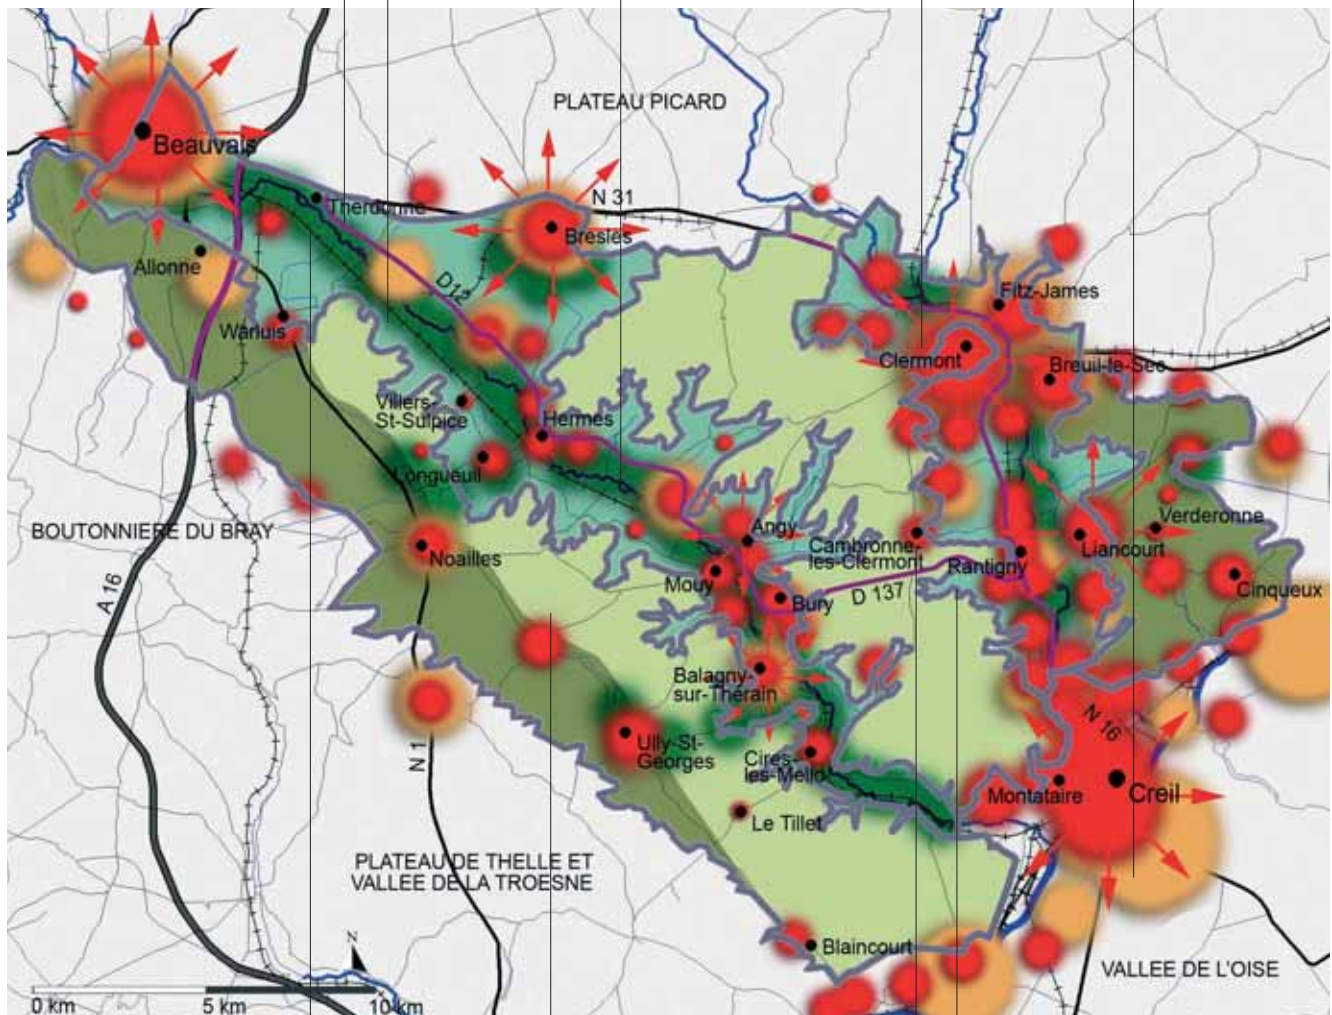 PLATEAU PICARD
Beauvais
N 31
Therdonne
Bresles
Allonne
D12
Fitz-James
Warluis
Clermont
Breuil-le-Sec
Villers-
St-Sulpice
Hermes
Longueuil
BOUTONNIERE DU BRAY
Angy
Cambronne-
les-Clermont
Verderonne
Liancourt
Rantigny
Noailles
Mouy
Bury
D 137
Cinqueux
A 16
Balagny-
sur-Thérain
N 16
Ully-St-
Georges
Cires-
les-Mello
N 1
Montataire
Creil
Le Tillet
PLATEAU DE THELLE ET
VALLEE DE LA TROESNE
Blaincourt
VALLEE DE L'OISE
N
0 km
5 km
10 km